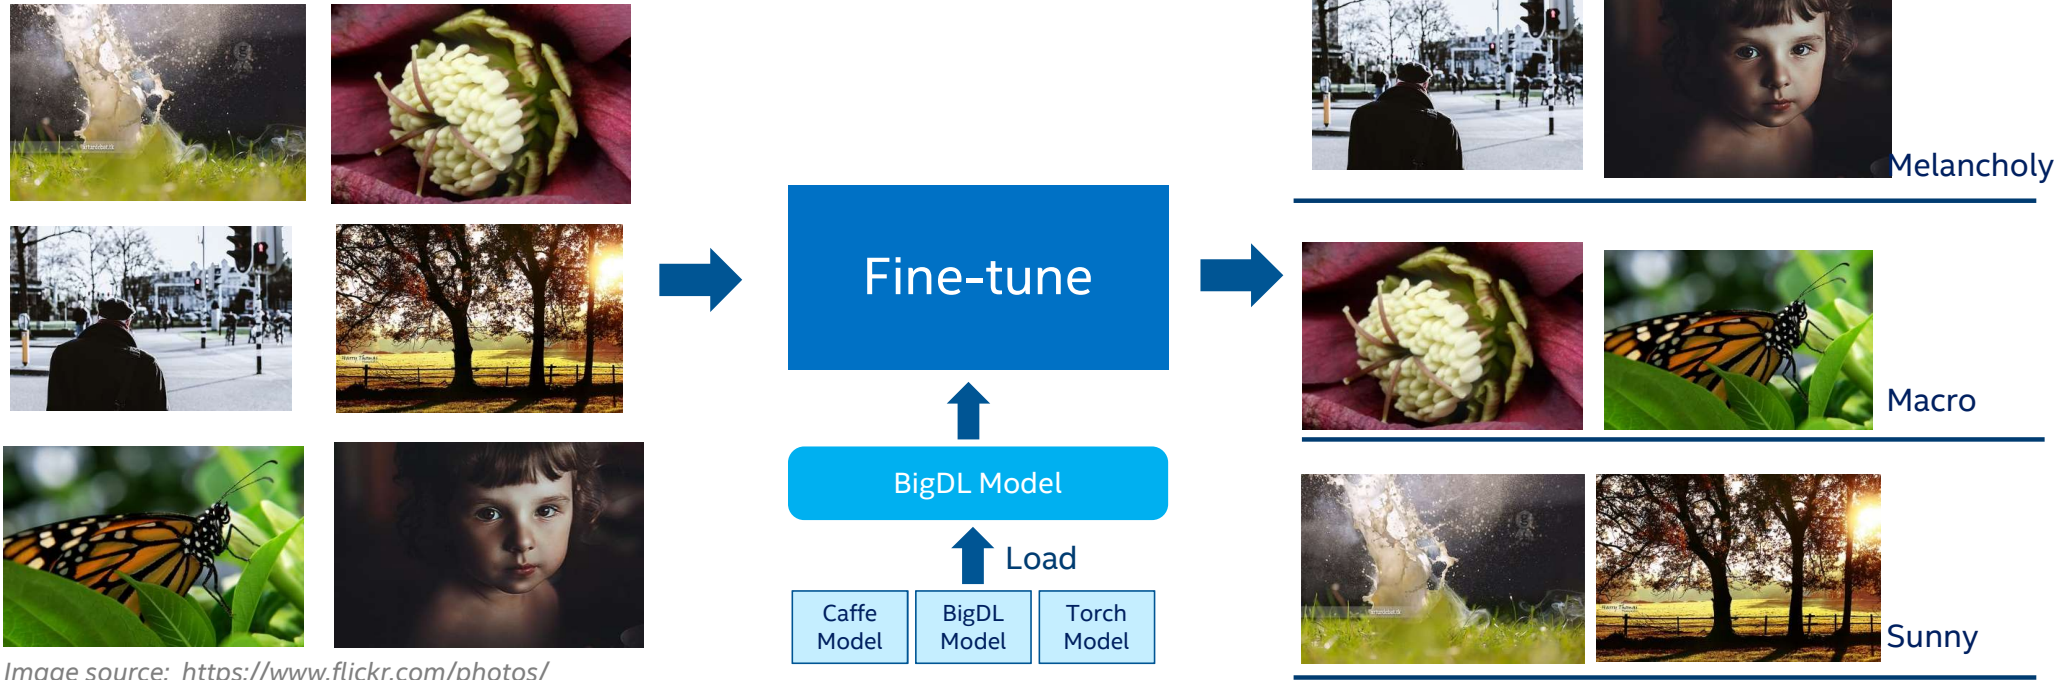 Melancholy
Fine-tune
Macro
BigDL Model
Load
Caffe
Model
BigDL
Model
Torch
Model
Sunny
Image source: https://www.flickr.com/photos/